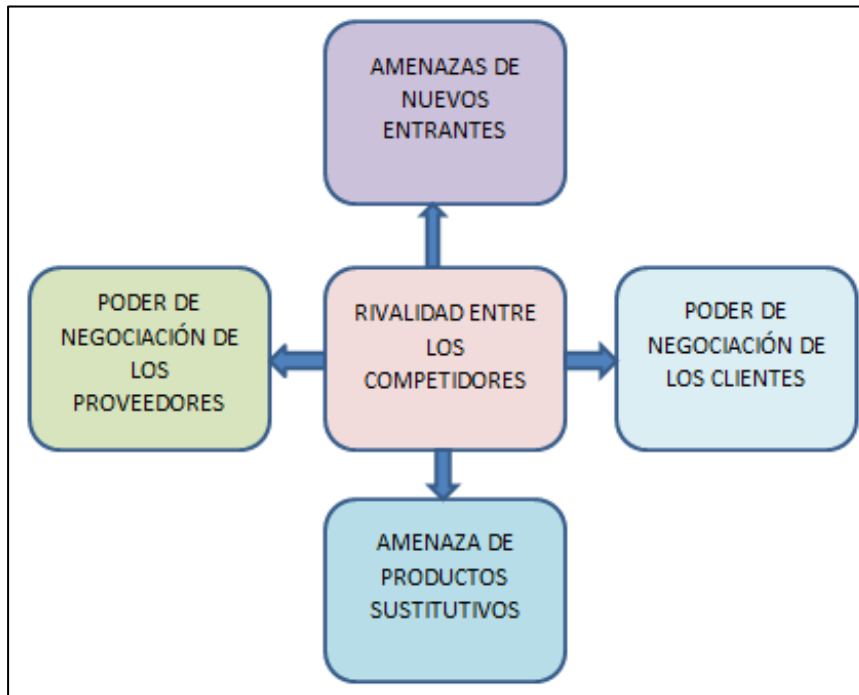 AMENAZAS DE
NUEVOS
ENTRANTES
PODER DE
NEGOCIACIÓN DE
LOS
PROVEEDORES
RIVALIDAD ENTRE
LOS
COMPETIDORES
PODER DE
NEGOCIACIÓN DE
LOS CLIENTES
AMENAZA DE
PRODUCTOS
SUSTITUTIVOS